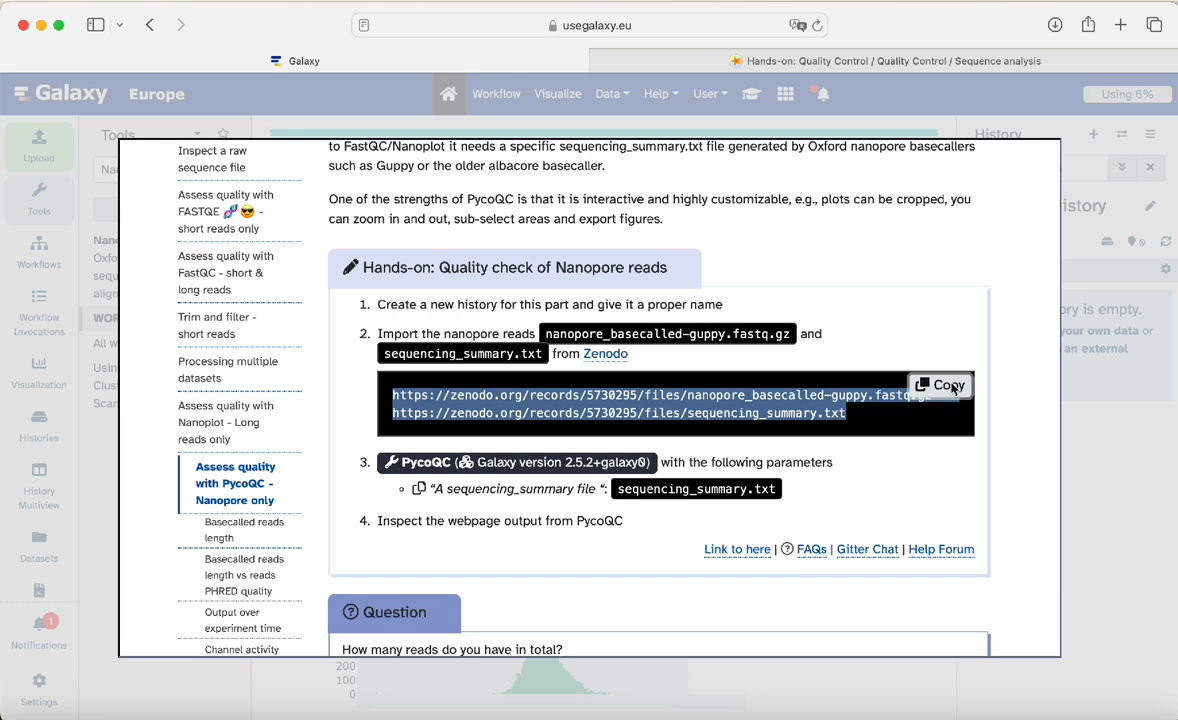 usegalaxy.eu
Galaxy
Hands-on: Quality Control / Quality Control / Sequence analysis
Galaxy Europe
Workflow Visualize Data Help User
Using 6%
Upload
Tools
Workflows
Workflow
Invocations
Visualization
Histories
History
Multiview
Datasets
1
Notifications
Settings
Tools
History
Inspect a raw
sequence file
Assess quality with
FASTQE 🧬😎 -
short reads only
Assess quality with
FastQC - short &
long reads
Trim and filter -
short reads
Processing multiple
datasets
Assess quality with
Nanoplot - Long
reads only
Assess quality
with PycoQC -
Nanopore only
Basecalled reads
length
Basecalled reads
length vs reads
PHRED quality
Output over
experiment time
Channel activity
to FastQC/Nanoplot it needs a specific sequencing_summary.txt file generated by Oxford nanopore basecallers
such as Guppy or the older albacore basecaller.
One of the strengths of PycoQC is that it is interactive and highly customizable, e.g., plots can be cropped, you
can zoom in and out, sub-select areas and export figures.
Hands-on: Quality check of Nanopore reads
1. Create a new history for this part and give it a proper name
2. Import the nanopore reads nanopore_basecalled-guppy.fastq.gz and
sequencing_summary.txt from Zenodo
Copy
https://zenodo.org/records/5730295/files/nanopore_basecalled-guppy.fastq.gz
https://zenodo.org/records/5730295/files/sequencing_summary.txt
3. PycoQC ( Galaxy version 2.5.2+galaxy0) with the following parameters
"A sequencing_summary file “: sequencing_summary.txt
4. Inspect the webpage output from PycoQC
Link to here | FAQs | Gitter Chat | Help Forum
Question
How many reads do you have in total?
200
100
0
ory is empty.
your own data or
an external